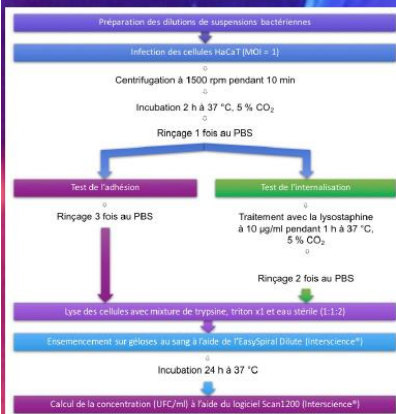 Préparation des dilutions de suspensions bactériennes
Infection des cellules HaCaT (MOI = 1)
Centrifugation à 1500 rpm pendant 10 min
Incubation 2 h à 37 °C, 5 % CO₂
Rinçage 1 fois au PBS
Test de l'adhésion
Rinçage 3 fois au PBS
Test de l'internalisation
Traitement avec la lysostaphine
à 10 µg/ml pendant 1 h à 37 °C,
5 % CO₂
Rinçage 2 fois au PBS
Lyse des cellules avec mixture de trypsine, triton x1 et eau stérile (1:1:2)
Ensemencement sur géloses au sang à l'aide de l'EasySpiral Dilute (Interscience®)
Incubation 24 h à 37 °C
Calcul de la concentration (UFC/ml) à l'aide du logiciel Scan1200 (Interscience®)